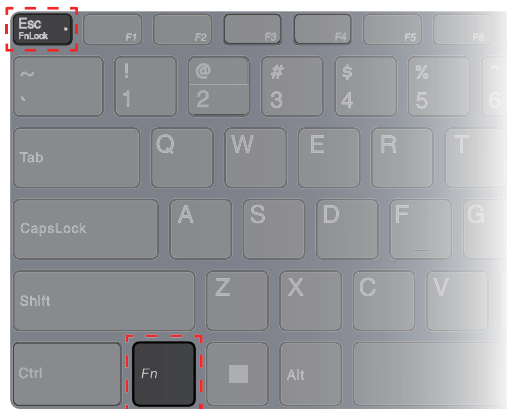 Esc
FnLock
F1 F2 F3 F4 F5 F6
~ ! @ # $ % ^
` 1 2 3 4 5 6
Tab Q W E R T
CapsLock A S D F G
Shift Z X C V
Ctrl Fn Alt